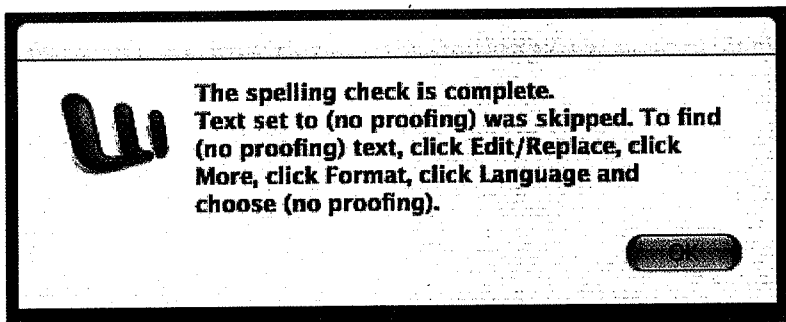 The spelling check is complete.
Text set to (no proofing) was skipped. To find
(no proofing) text, click Edit/Replace, click
More, click Format, click Language and
choose (no proofing).
OK